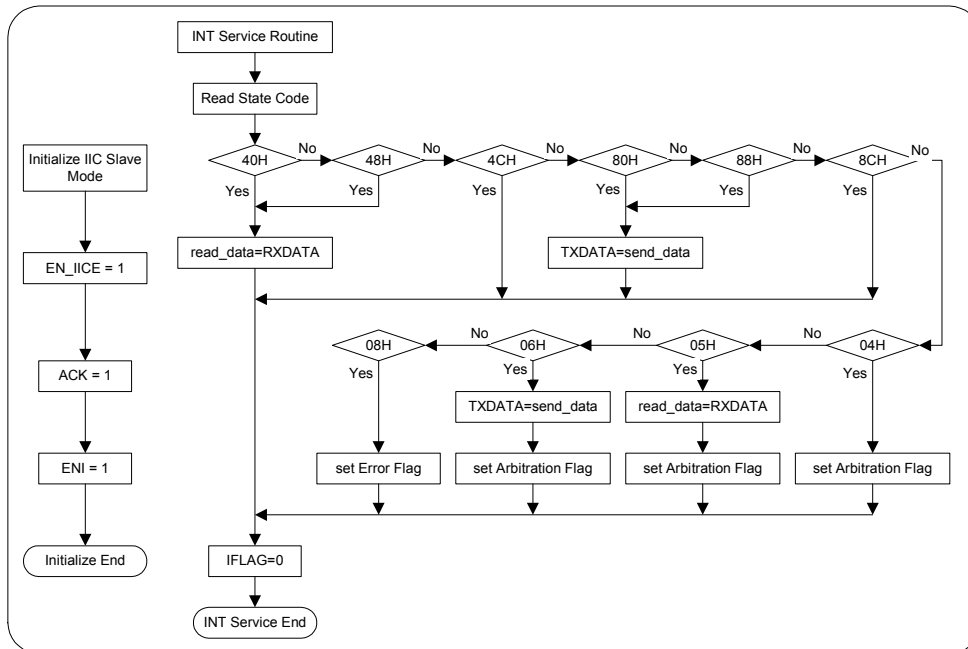 INT Service Routine
Read State Code
Initialize IIC Slave
Mode
EN_IICE = 1
ACK = 1
ENI = 1
Initialize End
40H
No
48H
No
4CH
No
80H
No
88H
No
8CH
No
Yes
Yes
Yes
Yes
Yes
Yes
read_data=RXDATA
TXDATA=send_data
08H
No
06H
No
05H
No
04H
Yes
Yes
Yes
Yes
TXDATA=send_data
read_data=RXDATA
set Error Flag
set Arbitration Flag
set Arbitration Flag
set Arbitration Flag
IFLAG=0
INT Service End